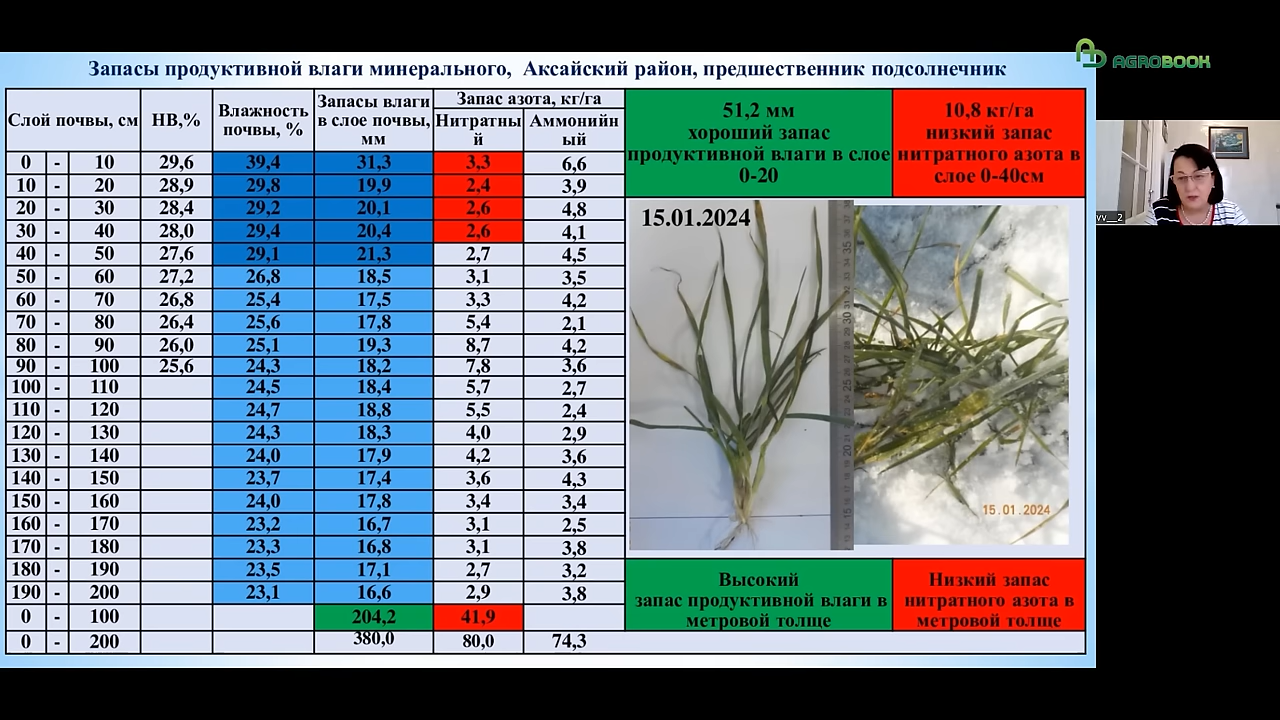 Запасы продуктивной влаги минерального, Аксайский район, предшественник подсолнечник
AGROBOOK
Слой почвы, см НВ,% Влажность почвы, % Запасы влаги в слое почвы, мм Запас азота, кг/га
Нитратны й Аммонийн ый
0 - 10 29,6 39,4 31,3 3,3 6,6
10 - 20 28,9 29,8 19,9 2,4 3,9
20 - 30 28,4 29,2 20,1 2,6 4,8
30 - 40 28,0 29,4 20,4 2,6 4,1
40 - 50 27,6 29,1 21,3 2,7 4,5
50 - 60 27,2 26,8 18,5 3,1 3,5
60 - 70 26,8 25,4 17,5 3,3 4,2
70 - 80 26,4 25,6 17,8 5,4 2,1
80 - 90 26,0 25,1 19,3 8,7 4,2
90 - 100 25,6 24,3 18,2 7,8 3,6
100 - 110 24,5 18,4 5,7 2,7
110 - 120 24,7 18,8 5,5 2,4
120 - 130 24,3 18,3 4,0 2,9
130 - 140 24,0 17,9 4,2 3,6
140 - 150 23,7 17,4 3,6 4,3
150 - 160 24,0 17,8 3,4 3,4
160 - 170 23,2 16,7 3,1 2,5
170 - 180 23,3 16,8 3,1 3,8
180 - 190 23,5 17,1 2,7 3,2
190 - 200 23,1 16,6 2,9 3,8
0 - 100 204,2 41,9
0 - 200 380,0 80,0 74,3
51,2 мм
хороший запас
продуктивной влаги в слое
0-20
10,8 кг/га
низкий запас
нитратного азота в
слое 0-40см
15.01.2024
15.01.2024
Высокий
запас продуктивной влаги в
метровой толще
Низкий запас
нитратного азота в
метровой толще
vv__2